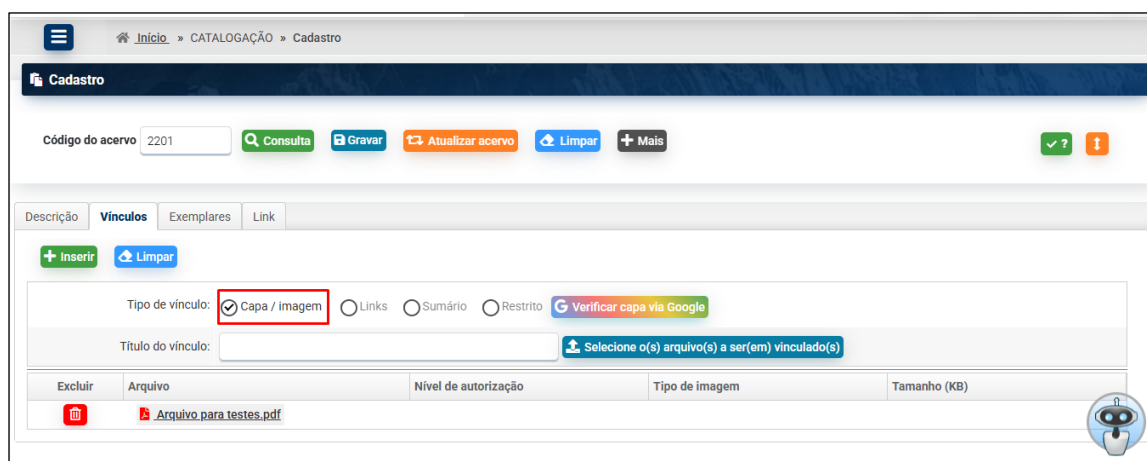 Início » CATALOGAÇÃO » Cadastro
Cadastro
Código do acervo 2201 Consulta Gravar Atualizar acervo Limpar Mais ?
Descrição Vínculos Exemplares Link
Inserir Limpar
Tipo de vínculo: Capa / imagem Links Sumário Restrito G Verificar capa via Google
Título do vínculo: Selecione o(s) arquivo(s) a ser(em) vinculado(s)
Excluir Arquivo Nível de autorização Tipo de imagem Tamanho (KB)
Arquivo para testes.pdf